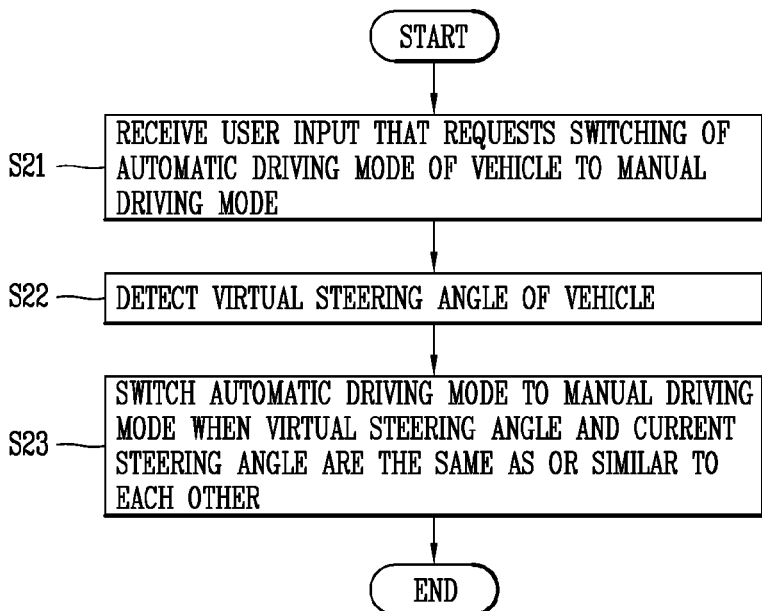 START
RECEIVE USER INPUT THAT REQUESTS SWITCHING OF
S21
AUTOMATIC DRIVING MODE OF VEHICLE TO MANUAL
DRIVING MODE
S22
DETECT VIRTUAL STEERING ANGLE OF VEHICLE
SWITCH AUTOMATIC DRIVING MODE TO MANUAL DRIVING
MODE WHEN VIRTUAL STEERING ANGLE AND CURRENT
S23
STEERING ANGLE ARE THE SAME AS OR SIMILAR TO
EACH OTHER
END